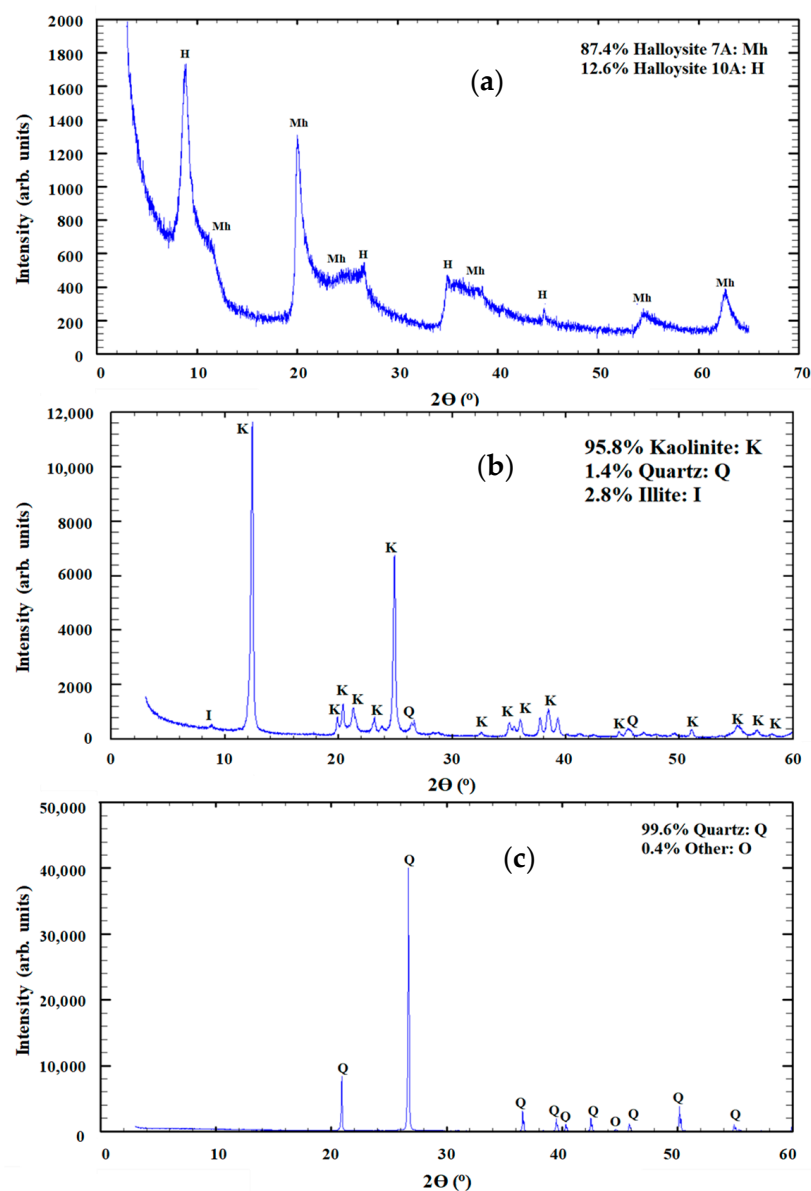 2000
1800
1600
1400
1200
1000
800
600
400
200
0
Intensity (arb. units)
87.4% Halloysite 7A: Mh
12.6% Halloysite 10A: H
(a)
H
Mh
Mh
Mh
H
H
Mh
H
Mh
Mh
0 10 20 30 40 50 60 70
2Ө (º)
12,000
10,000
8000
6000
4000
2000
0
Intensity (arb. units)
95.8% Kaolinite: K
1.4% Quartz: Q
2.8% Illite: I
(b)
I
K
K
K
K
K
K
Q
K
K
K
K
K
Q
K
K
K
K
0 10 20 30 40 50 60
2Ө (º)
50,000
40,000
30,000
20,000
10,000
0
Intensity (arb. units)
99.6% Quartz: Q
0.4% Other: O
(c)
Q
Q
Q
Q
Q
Q
O
Q
Q
Q
0 10 20 30 40 50 60
2Ө (º)